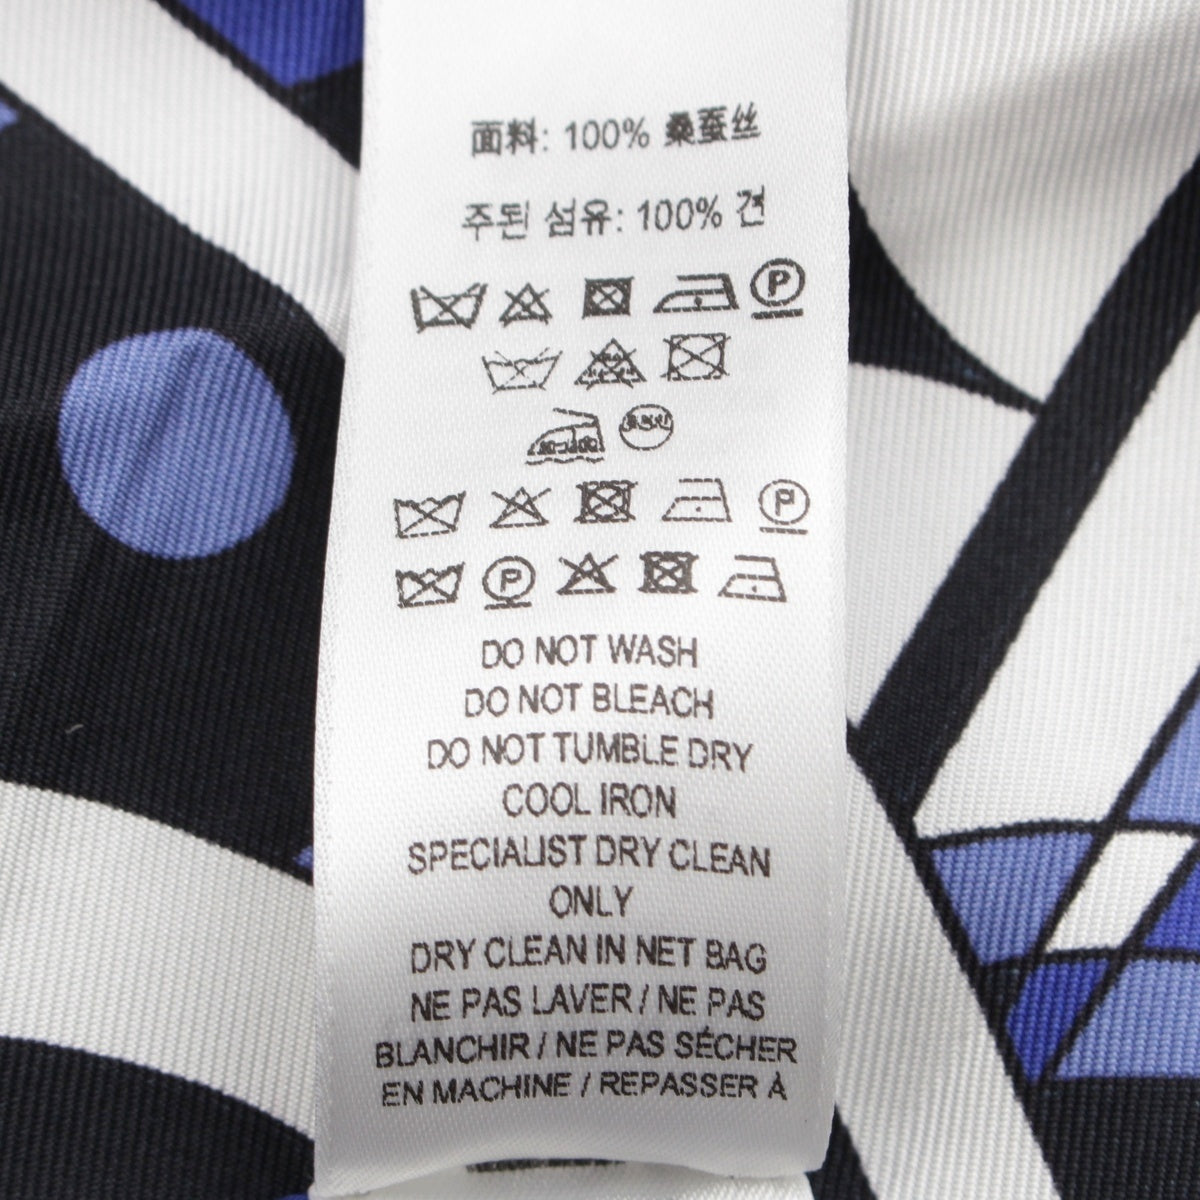 面料: 100% 桑蚕丝
주된 섬유: 100% 견
P
P
P
DO NOT WASH
DO NOT BLEACH
DO NOT TUMBLE DRY
COOL IRON
SPECIALIST DRY CLEAN
ONLY
DRY CLEAN IN NET BAG
NE PAS LAVER / NE PAS
BLANCHIR / NE PAS SÉCHER
EN MACHINE / REPASSER À